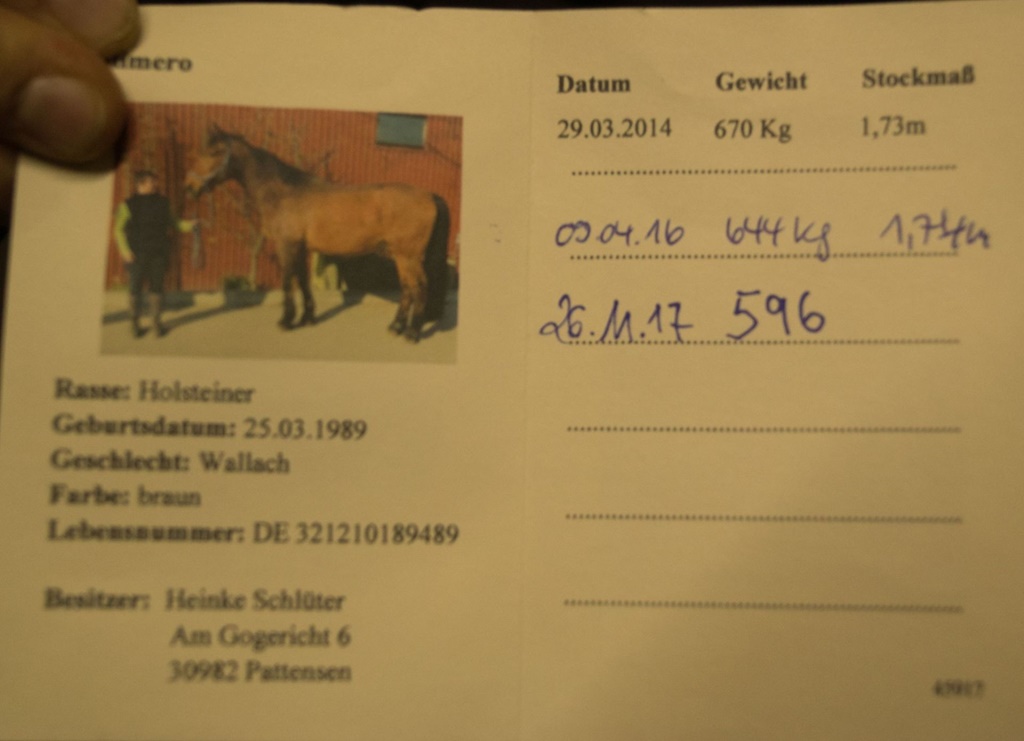 Rasse: Holsteiner
Geburtsdatum: 25.03.1989
Geschlecht: Wallach
Farbe: braun
Lebensnummer: DE 321210189489
Besitzer: Heinke Schlüter
Am Gogericht 6
30982 Pattensen
Datum Gewicht Stockmaß
29.03.2014 670 Kg 1,73m
09.04.16 644 kg
26.11.17 596